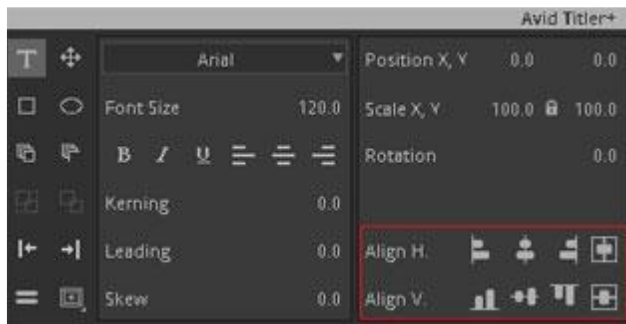 Avid Titler+
Arial
Position X, Y 0.0 0.0
Font Size 120.0
Scale X, Y 100.0 100.0
B I U
Rotation 0.0
Kerning 0.0
Leading 0.0
Align H.
Skew 0.0
Align V.